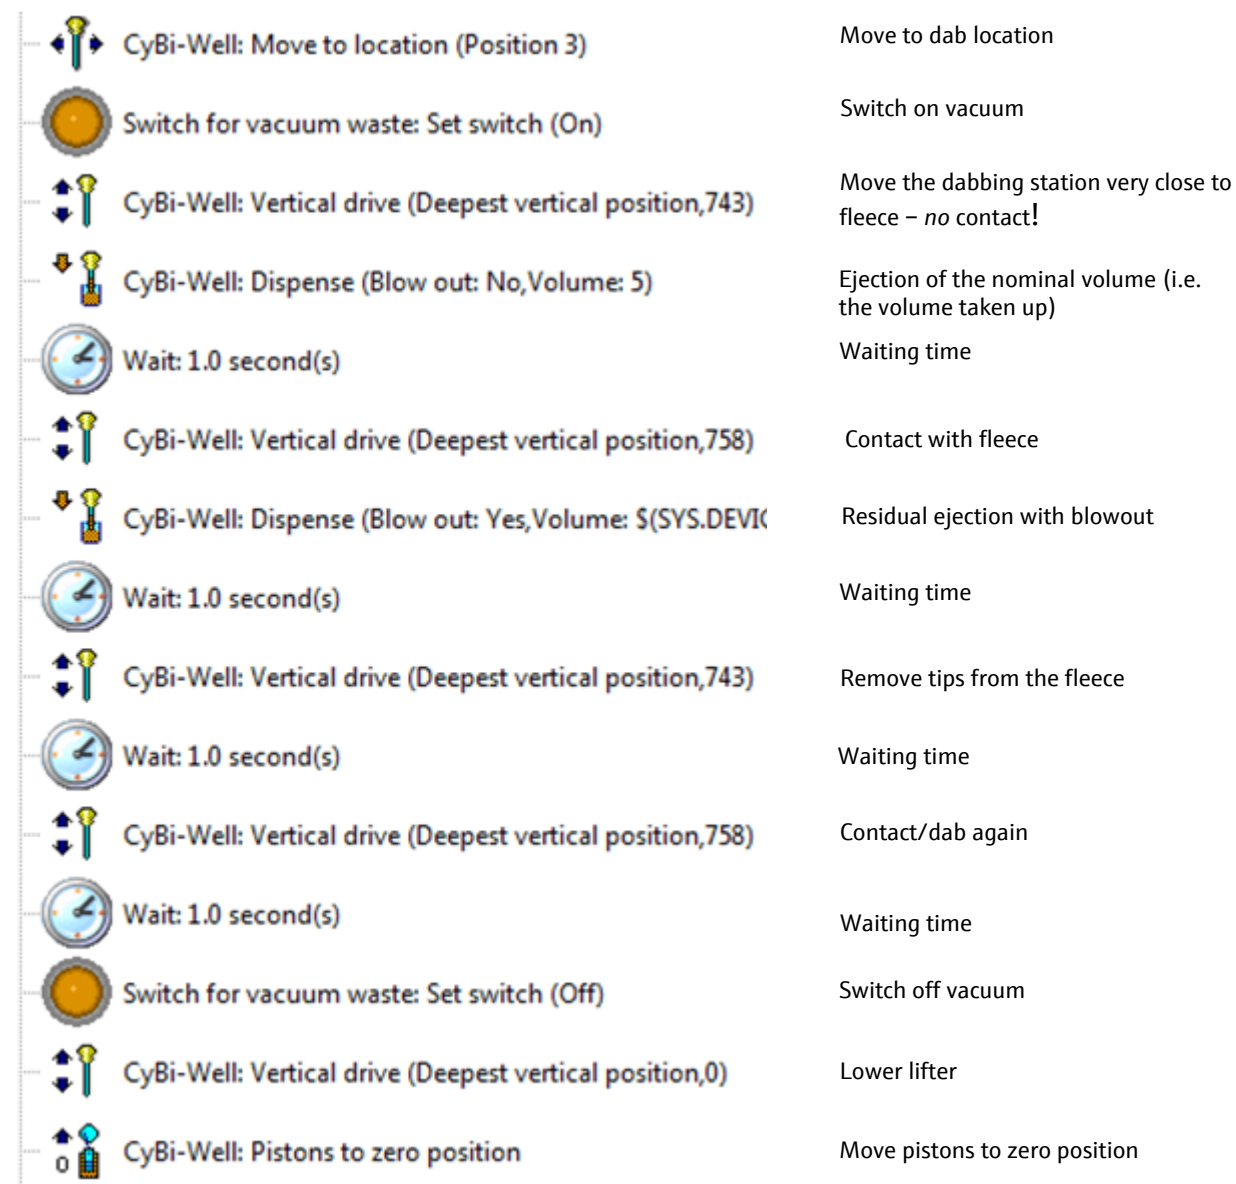 CyBi-Well: Move to location (Position 3)
Move to dab location
Switch for vacuum waste: Set switch (On)
Switch on vacuum
CyBi-Well: Vertical drive (Deepest vertical position,743)
Move the dabbing station very close to
fleece – no contact!
CyBi-Well: Dispense (Blow out: No,Volume: 5)
Ejection of the nominal volume (i.e.
the volume taken up)
Wait: 1.0 second(s)
Waiting time
CyBi-Well: Vertical drive (Deepest vertical position,758)
Contact with fleece
CyBi-Well: Dispense (Blow out: Yes,Volume: $(SYS.DEVIC
Residual ejection with blowout
Wait: 1.0 second(s)
Waiting time
CyBi-Well: Vertical drive (Deepest vertical position,743)
Remove tips from the fleece
Wait: 1.0 second(s)
Waiting time
CyBi-Well: Vertical drive (Deepest vertical position,758)
Contact/dab again
Wait: 1.0 second(s)
Waiting time
Switch for vacuum waste: Set switch (Off)
Switch off vacuum
CyBi-Well: Vertical drive (Deepest vertical position,0)
Lower lifter
0
CyBi-Well: Pistons to zero position
Move pistons to zero position